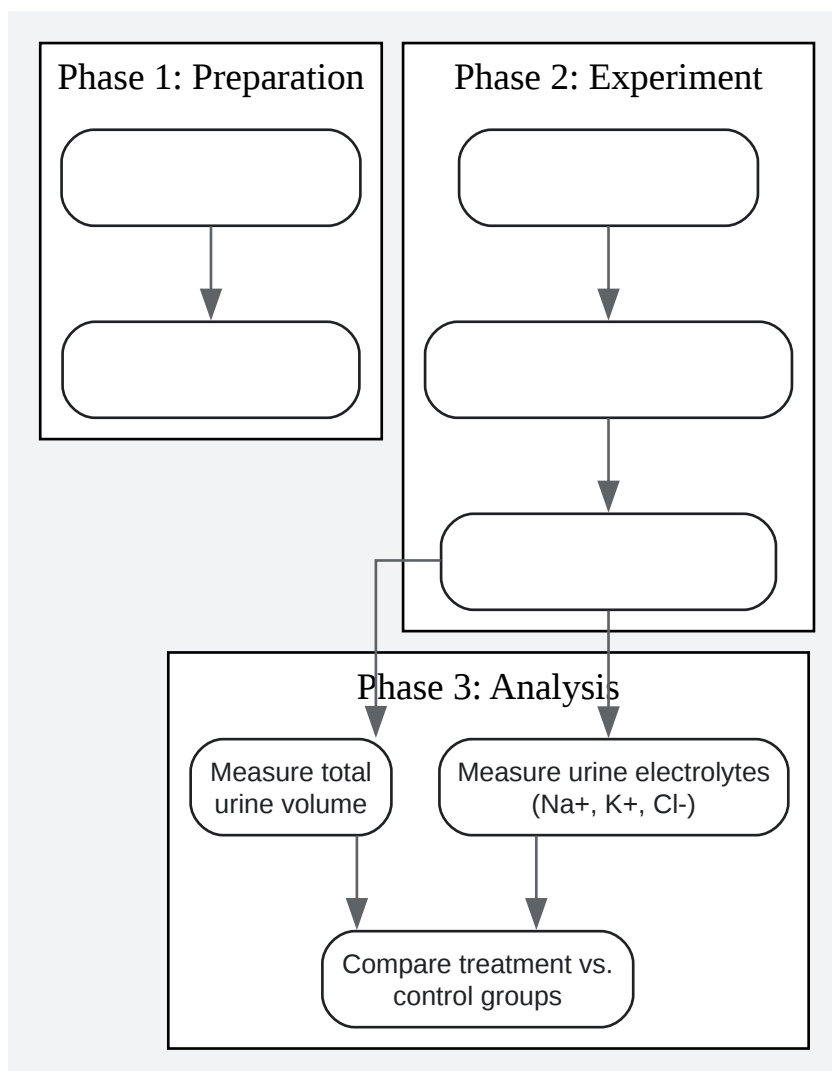 Phase 1: Preparation
Phase 2: Experiment
Phase 3: Analysis
Measure total
urine volume
Measure urine electrolytes
(Na+, K+, Cl-)
Compare treatment vs.
control groups